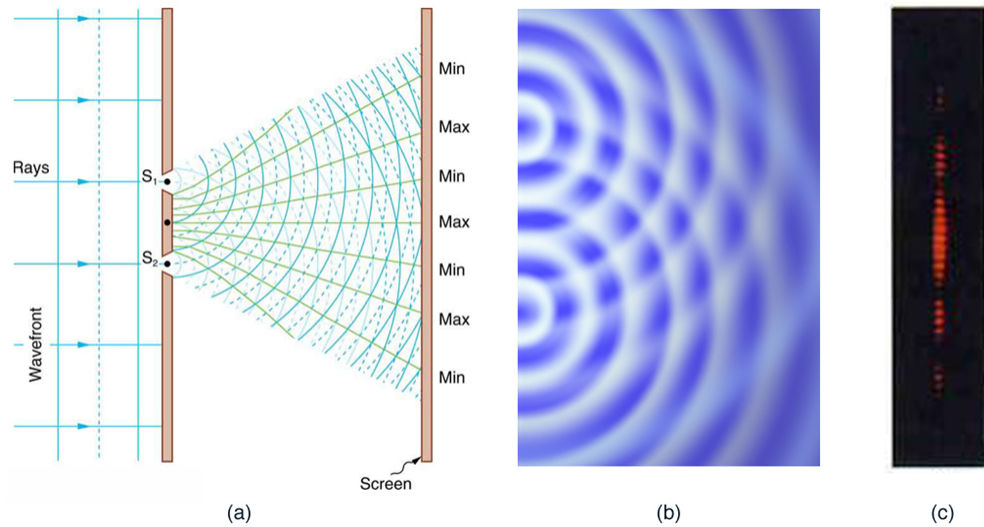 Min
Max
Rays
S1
Min
Max
S2
Min
Max
Wavefront
Min
Screen
(a)
(b)
(c)